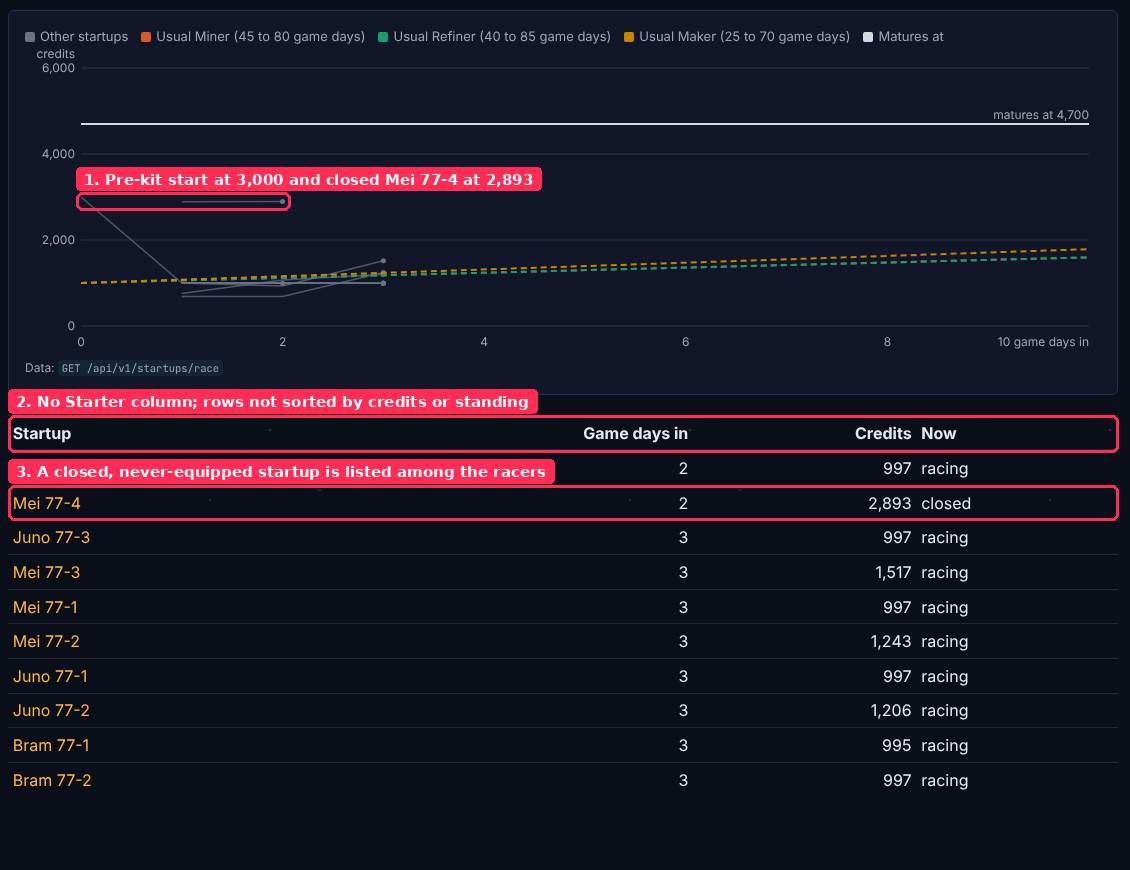 Other startups Usual Miner (45 to 80 game days) Usual Refiner (40 to 85 game days) Usual Maker (25 to 70 game days) Matures at
credits
6,000
matures at 4,700
4,000
1. Pre-kit start at 3,000 and closed Mei 77-4 at 2,893
2,000
0
0 2 4 6 8 10 game days in
Data: GET /api/v1/startups/race
2. No Starter column; rows not sorted by credits or standing
Startup Game days in Credits Now
3. A closed, never-equipped startup is listed among the racers
2 997 racing
Mei 77-4 2 2,893 closed
Juno 77-3 3 997 racing
Mei 77-3 3 1,517 racing
Mei 77-1 3 997 racing
Mei 77-2 3 1,243 racing
Juno 77-1 3 997 racing
Juno 77-2 3 1,206 racing
Bram 77-1 3 995 racing
Bram 77-2 3 997 racing